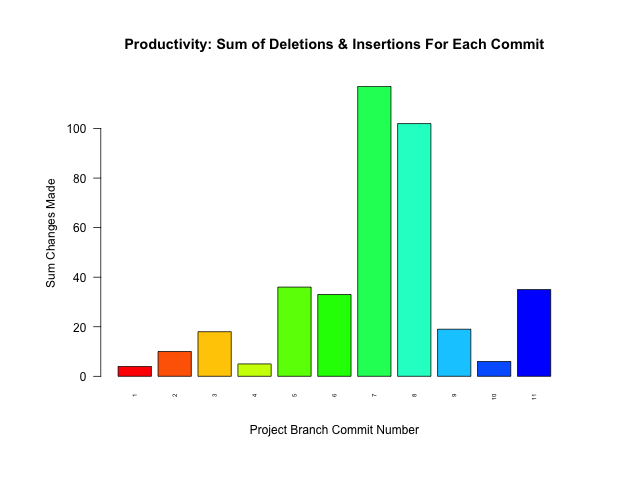 Productivity: Sum of Deletions & Insertions For Each Commit
Sum Changes Made
100
80
60
40
20
0
1 2 3 4 5 6 7 8 9 10 11
Project Branch Commit Number